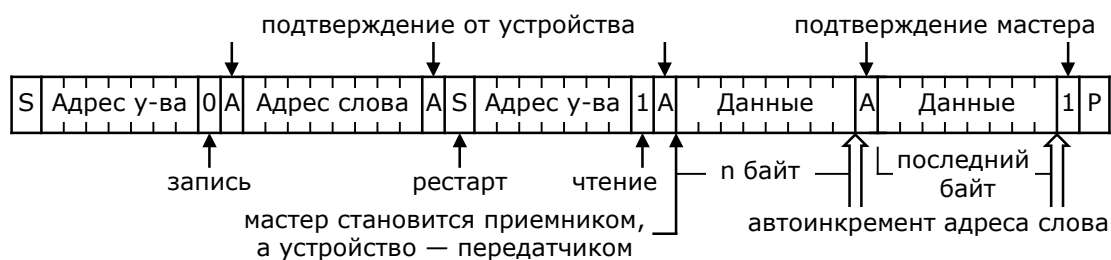 подтверждение от устройства
подтверждение мастера
S Адрес у-ва 0 A Адрес слова A S Адрес у-ва 1 A Данные A Данные 1 P
запись
рестарт
чтение
n байт
последний
байт
мастер становится приемником,
а устройство — передатчиком
автоинкремент адреса слова